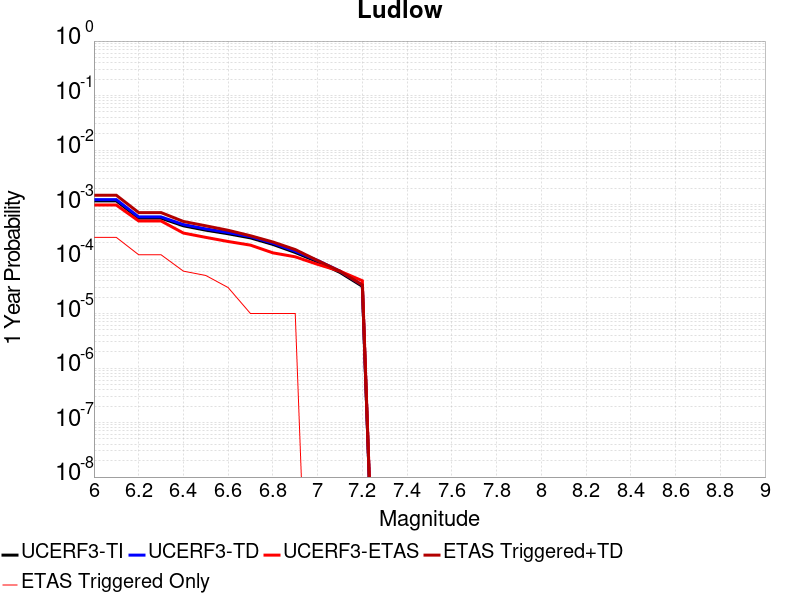 Ludlow
10^0
10^-1
10^-2
10^-3
10^-4
10^-5
10^-6
10^-7
10^-8
1 Year Probability
6 6.2 6.4 6.6 6.8 7 7.2 7.4 7.6 7.8 8 8.2 8.4 8.6 8.8 9
Magnitude
UCERF3-TI UCERF3-TD UCERF3-ETAS ETAS Triggered+TD
ETAS Triggered Only